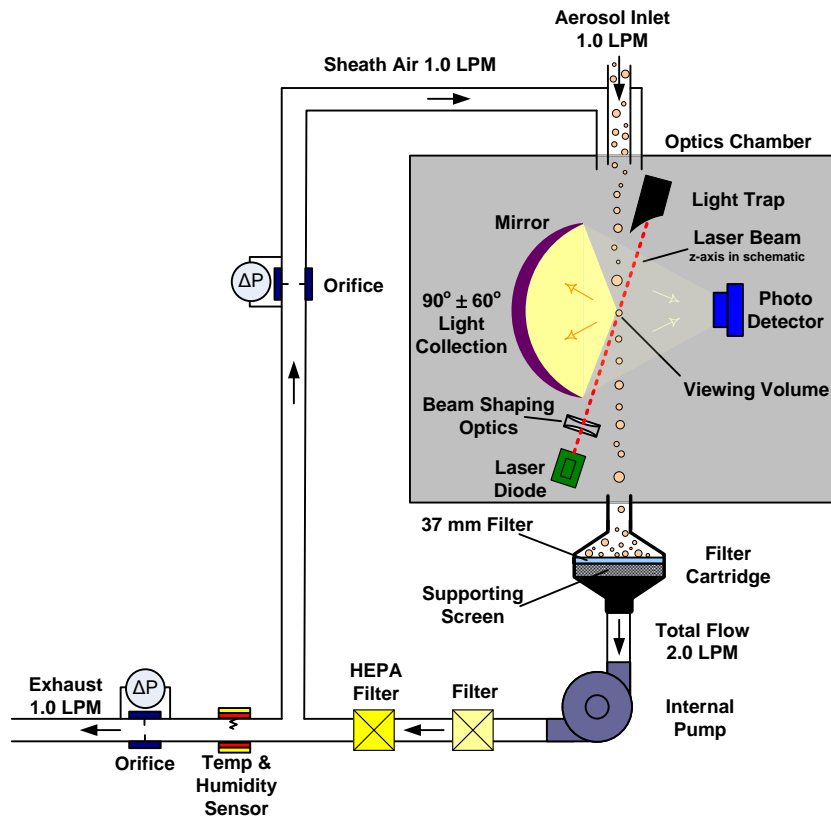 Aerosol Inlet
1.0 LPM
Sheath Air 1.0 LPM
Optics Chamber
Light Trap
Mirror
Laser Beam
z-axis in schematic
ΔP
Orifice
90° ± 60°
Light
Collection
Photo
Detector
Viewing Volume
Beam Shaping
Optics
Laser
Diode
37 mm Filter
Filter
Cartridge
Supporting
Screen
Total Flow
2.0 LPM
Exhaust
1.0 LPM
ΔP
HEPA
Filter
Filter
Internal
Pump
Orifice
Temp &
Humidity
Sensor